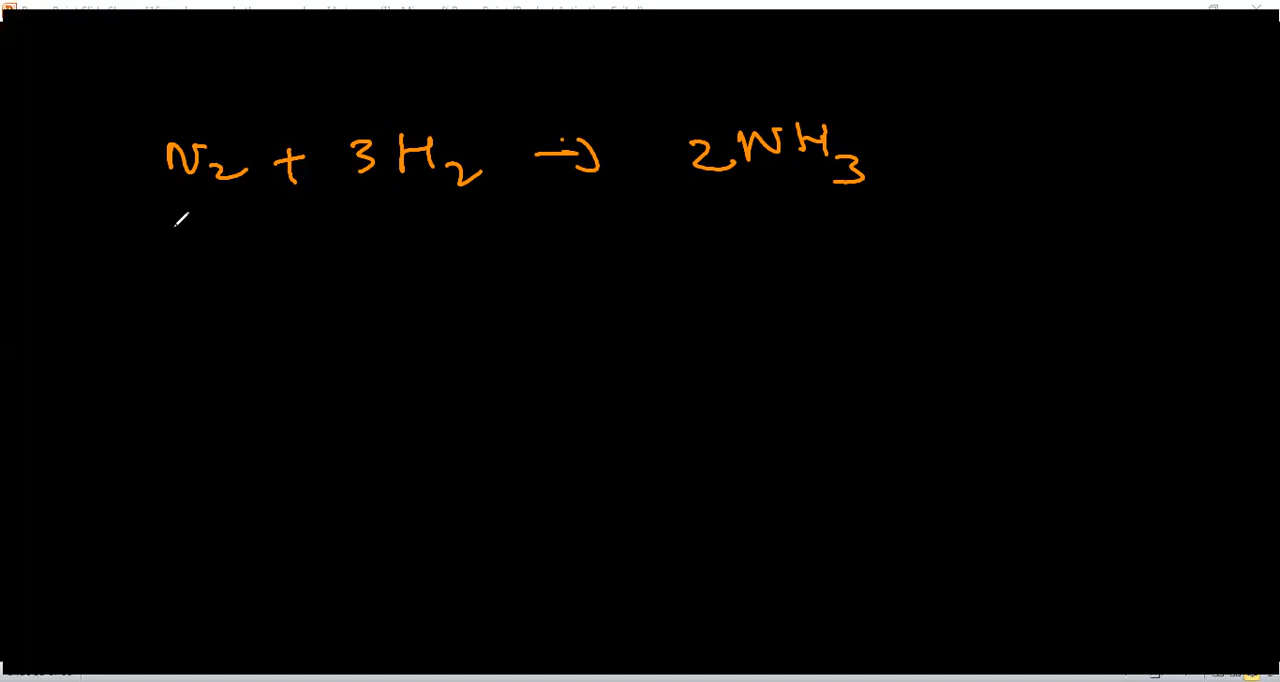 N₂ + 3H₂ → 2NH₃